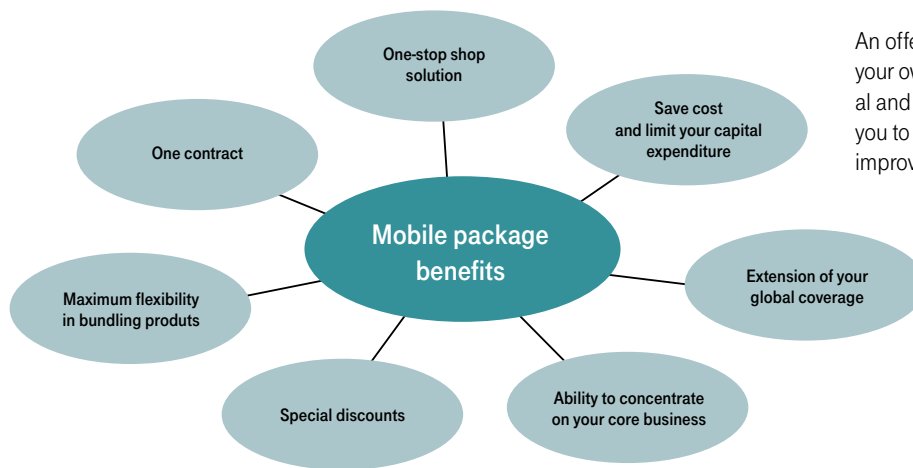 One-stop shop
solution
Save cost
and limit your capital
expenditure
One contract
Mobile package
benefits
Extension of your
global coverage
Maximum flexibility
in bundling produts
Special discounts
Ability to concentrate
on your core business
An offe
your ow
al and
you to
improv